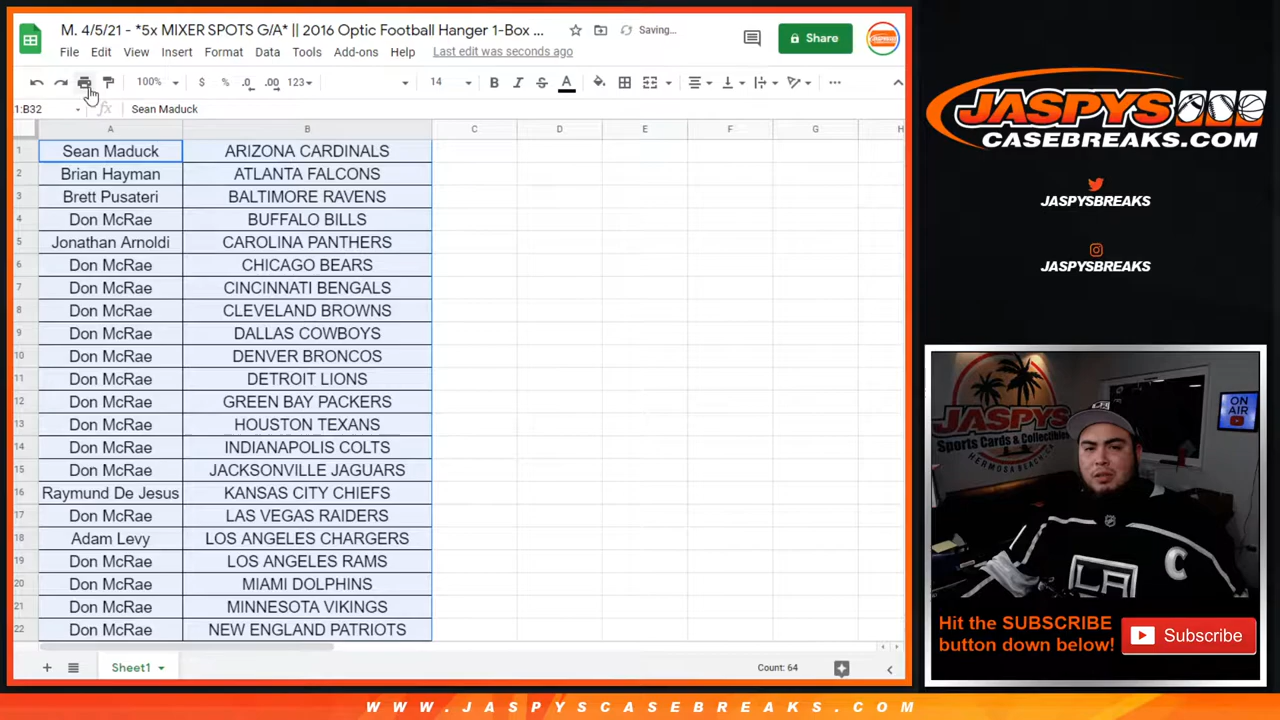 M. 4/5/21 - *5x MIXER SPOTS G/A* || 2016 Optic Football Hanger 1-Box ...
Saving...
Share
File Edit View Insert Format Data Tools Add-ons Help Last edit was seconds ago
100% $ % .0 .00 123 14 B I S A
1:B32 fx Sean Maduck
A B C D E F G H
1 Sean Maduck ARIZONA CARDINALS
2 Brian Hayman ATLANTA FALCONS
3 Brett Pusateri BALTIMORE RAVENS
4 Don McRae BUFFALO BILLS
5 Jonathan Arnoldi CAROLINA PANTHERS
6 Don McRae CHICAGO BEARS
7 Don McRae CINCINNATI BENGALS
8 Don McRae CLEVELAND BROWNS
9 Don McRae DALLAS COWBOYS
10 Don McRae DENVER BRONCOS
11 Don McRae DETROIT LIONS
12 Don McRae GREEN BAY PACKERS
13 Don McRae HOUSTON TEXANS
14 Don McRae INDIANAPOLIS COLTS
15 Don McRae JACKSONVILLE JAGUARS
16 Raymund De Jesus KANSAS CITY CHIEFS
17 Don McRae LAS VEGAS RAIDERS
18 Adam Levy LOS ANGELES CHARGERS
19 Don McRae LOS ANGELES RAMS
20 Don McRae MIAMI DOLPHINS
21 Don McRae MINNESOTA VIKINGS
22 Don McRae NEW ENGLAND PATRIOTS
Sheet1
Count: 64
JASPYS
CASEBREAKS.COM
JASPYSBREAKS
JASPYSBREAKS
JASPYS
Sports Cards & Collectibles
HERMOSA BEACH, CA
ON
AIR
LA
C
Hit the SUBSCRIBE
button down below!
Subscribe
WWW.JASPYSCASEBREAKS.COM